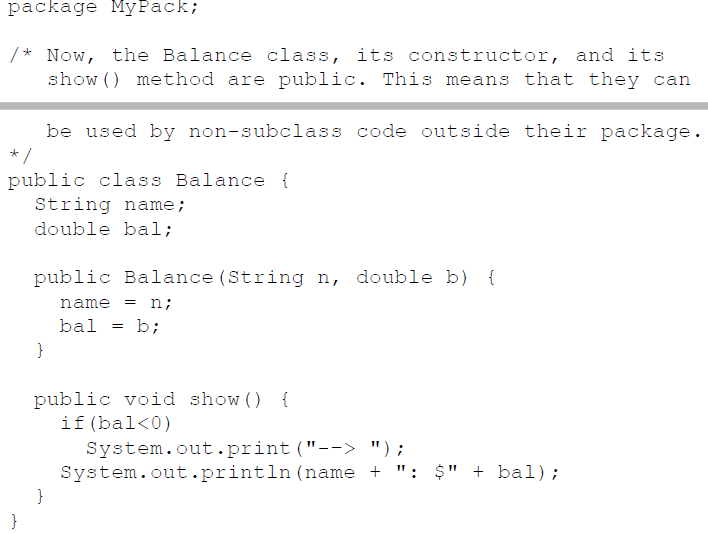 package MyPack;
/* Now, the Balance class, its constructor, and its
show() method are public. This means that they can
be used by non-subclass code outside their package.
*/
public class Balance {
String name;
double bal;
public Balance(String n, double b) {
name = n;
bal = b;
}
public void show() {
if(bal<0)
System.out.print("--> ");
System.out.println(name + ": $" + bal);
}
}